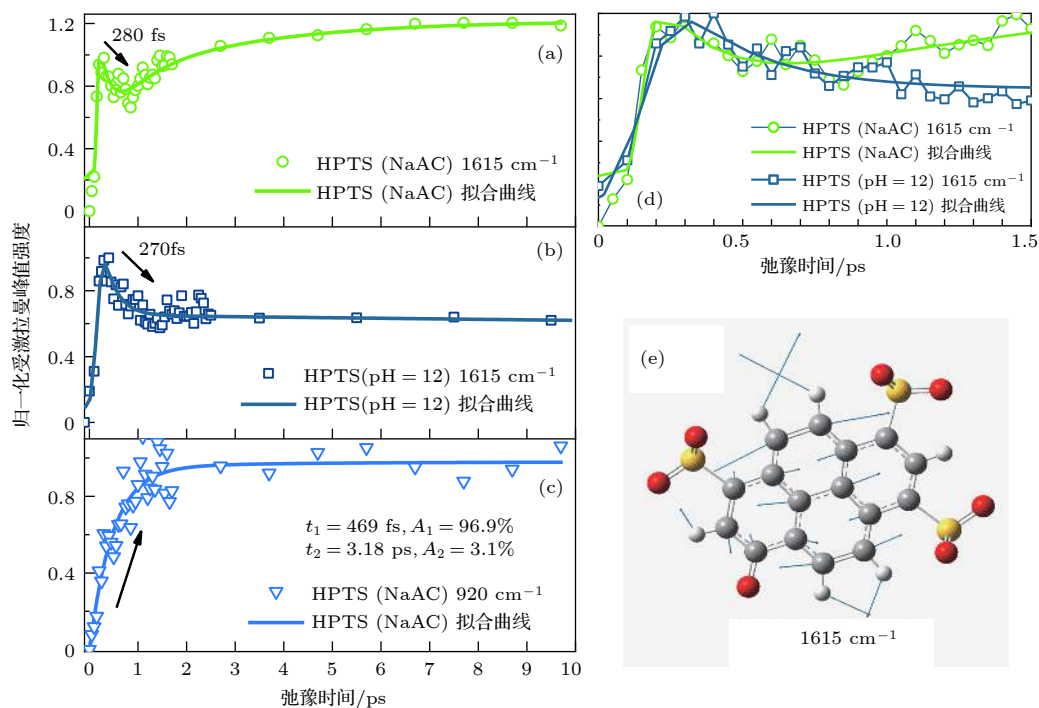 归一化受激拉曼峰值强度
1.2
0.8
0.4
0
280 fs
(a)
HPTS (NaAC) 1615 cm⁻¹
HPTS (NaAC) 拟合曲线
0.8
0.4
0
270fs
(b)
HPTS(pH = 12) 1615 cm⁻¹
HPTS(pH = 12) 拟合曲线
0.8
0.4
0
(c)
t₁ = 469 fs, A₁ = 96.9%
t₂ = 3.18 ps, A₂ = 3.1%
HPTS (NaAC) 920 cm⁻¹
HPTS (NaAC) 拟合曲线
0 1 2 3 4 5 6 7 8 9 10
弛豫时间/ps
HPTS (NaAC) 1615 cm⁻¹
HPTS (NaAC) 拟合曲线
HPTS (pH = 12) 1615 cm⁻¹
HPTS (pH = 12) 拟合曲线
(d)
0 0.5 1.0 1.5
弛豫时间/ps
(e)
1615 cm⁻¹